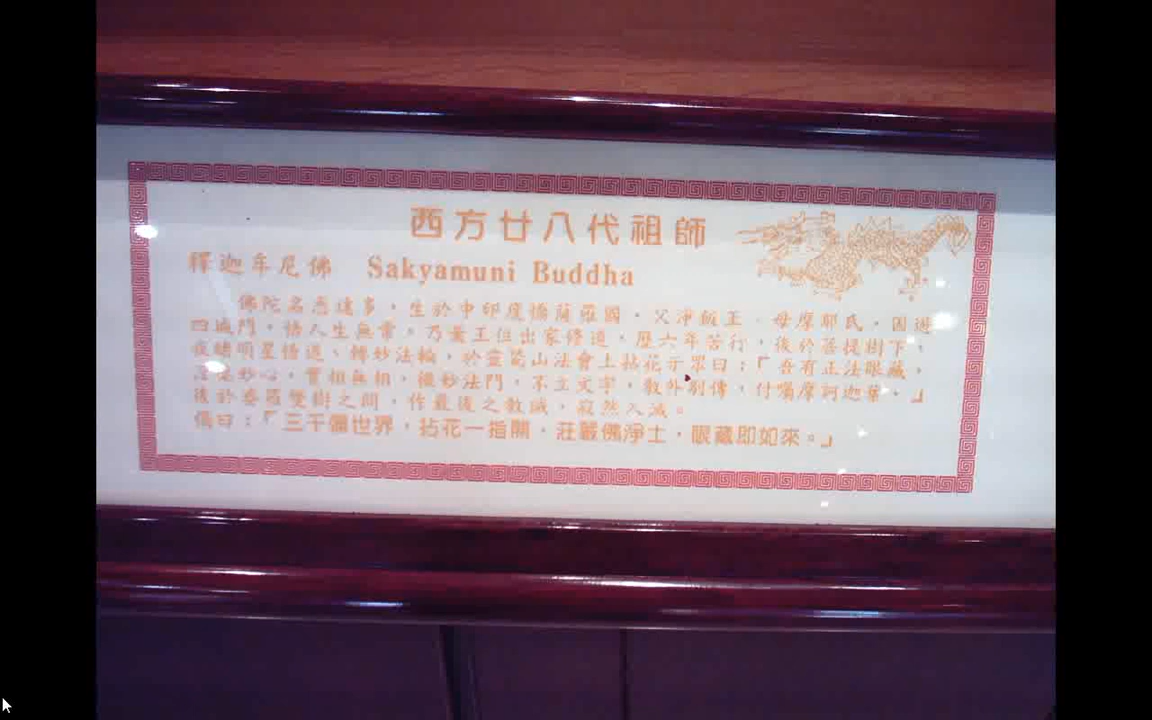 西方廿八代祖師
釋迦牟尼佛 Sakyamuni Buddha
佛陀名悉達多，生於中印度憍薩羅國，父淨飯王，母摩耶氏，因遊
四城門，悟人生無常，乃棄王位出家修道，歷六年苦行，後於菩提樹下，
夜睹明星悟道，轉妙法輪，於靈鷲山法會上拈花示眾曰：「吾有正法眼藏，
涅槃妙心，實相無相，微妙法門，不立文字，教外別傳，付囑摩訶迦葉。」
後於娑羅雙樹之間，作最後之教誡，寂然入滅。
偈曰：「三千彌世界，拈花一指開，莊嚴佛淨土，眼藏即如來。」